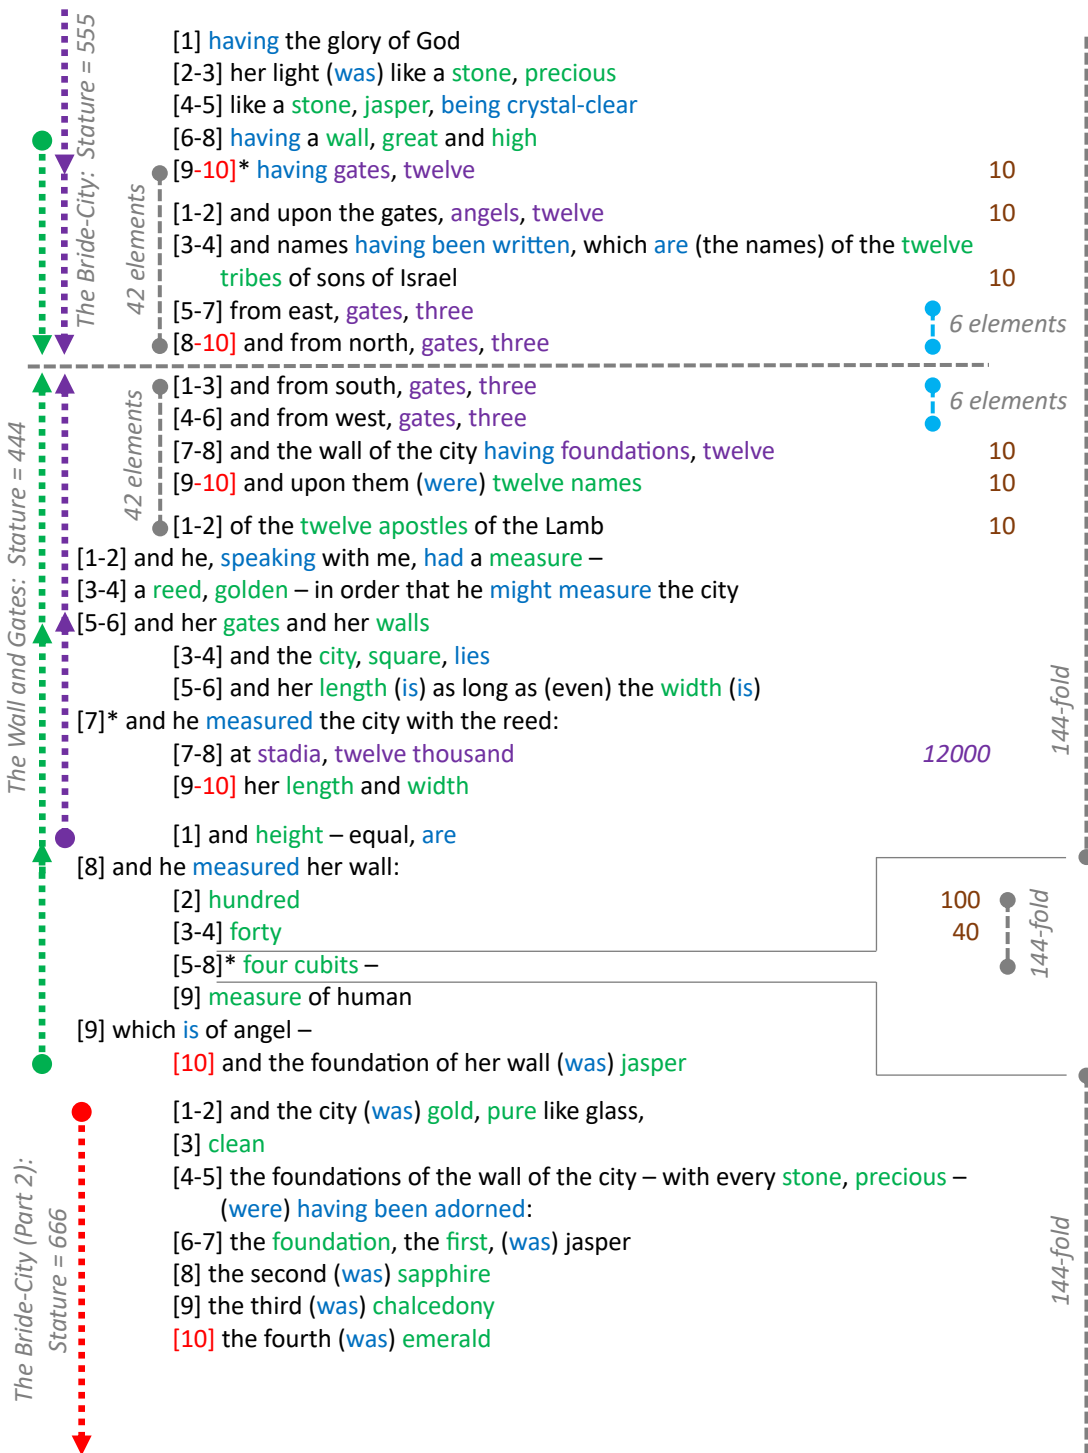 The Bride-City: Stature = 555
[1] having the glory of God
[2-3] her light (was) like a stone, precious
[4-5] like a stone, jasper, being crystal-clear
[6-8] having a wall, great and high
[9-10]* having gates, twelve 10
42 elements
[1-2] and upon the gates, angels, twelve 10
[3-4] and names having been written, which are (the names) of the twelve
tribes of sons of Israel 10
[5-7] from east, gates, three
6 elements
[8-10] and from north, gates, three
The Wall and Gates: Stature = 444
[1-3] and from south, gates, three
6 elements
[4-6] and from west, gates, three
42 elements
[7-8] and the wall of the city having foundations, twelve 10
[9-10] and upon them (were) twelve names 10
[1-2] of the twelve apostles of the Lamb 10
[1-2] and he, speaking with me, had a measure –
[3-4] a reed, golden – in order that he might measure the city
[5-6] and her gates and her walls
[3-4] and the city, square, lies
[5-6] and her length (is) as long as (even) the width (is)
144-fold
[7]* and he measured the city with the reed:
[7-8] at stadia, twelve thousand 12000
[9-10] her length and width
[1] and height – equal, are
[8] and he measured her wall:
[2] hundred 100
[3-4] forty 40
144-fold
[5-8]* four cubits –
[9] measure of human
[9] which is of angel –
[10] and the foundation of her wall (was) jasper
The Bride-City (Part 2):
Stature = 666
[1-2] and the city (was) gold, pure like glass,
[3] clean
[4-5] the foundations of the wall of the city – with every stone, precious –
(were) having been adorned:
[6-7] the foundation, the first, (was) jasper
144-fold
[8] the second (was) sapphire
[9] the third (was) chalcedony
[10] the fourth (was) emerald